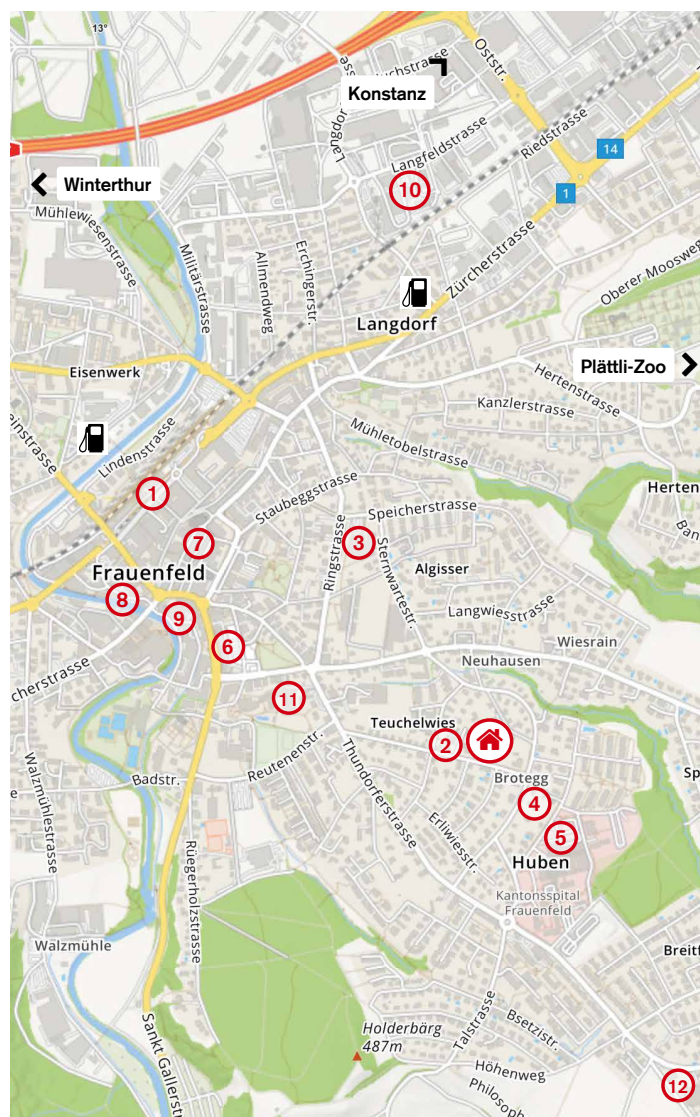 13°
Oststr.
Konstanz
Langfeldstrasse
Riedstrasse
14
10
1
Winterthur
Mühlewiesenstrasse
Militärstrasse
Allmendweg
Erchingerstr.
Zürcherstrasse
Oberer Moosweg
Langdorf
Plättli-Zoo
Eisenwerk
Hertenstrasse
Kanzlerstrasse
Lindenstrasse
Mühletobelstrasse
Herten
1
Staubeggstrasse
Speicherstrasse
7
Ringstrasse
3
Sternwartestr.
Algisser
Frauenfeld
8
9
Langwiesstrasse
6
Wiesrain
Neuhausen
11
Teuchelwies
2
Reutenenstr.
Thundorferstrasse
Badstr.
Brotegg
4
Walzmühlestrasse
Erliwiesstr.
5
Huben
Rüegerholzstrasse
Kantonsspital
Frauenfeld
Walzmühle
Talstrasse
Bsetzistr.
Holderbärg
487m
Höhenweg
12